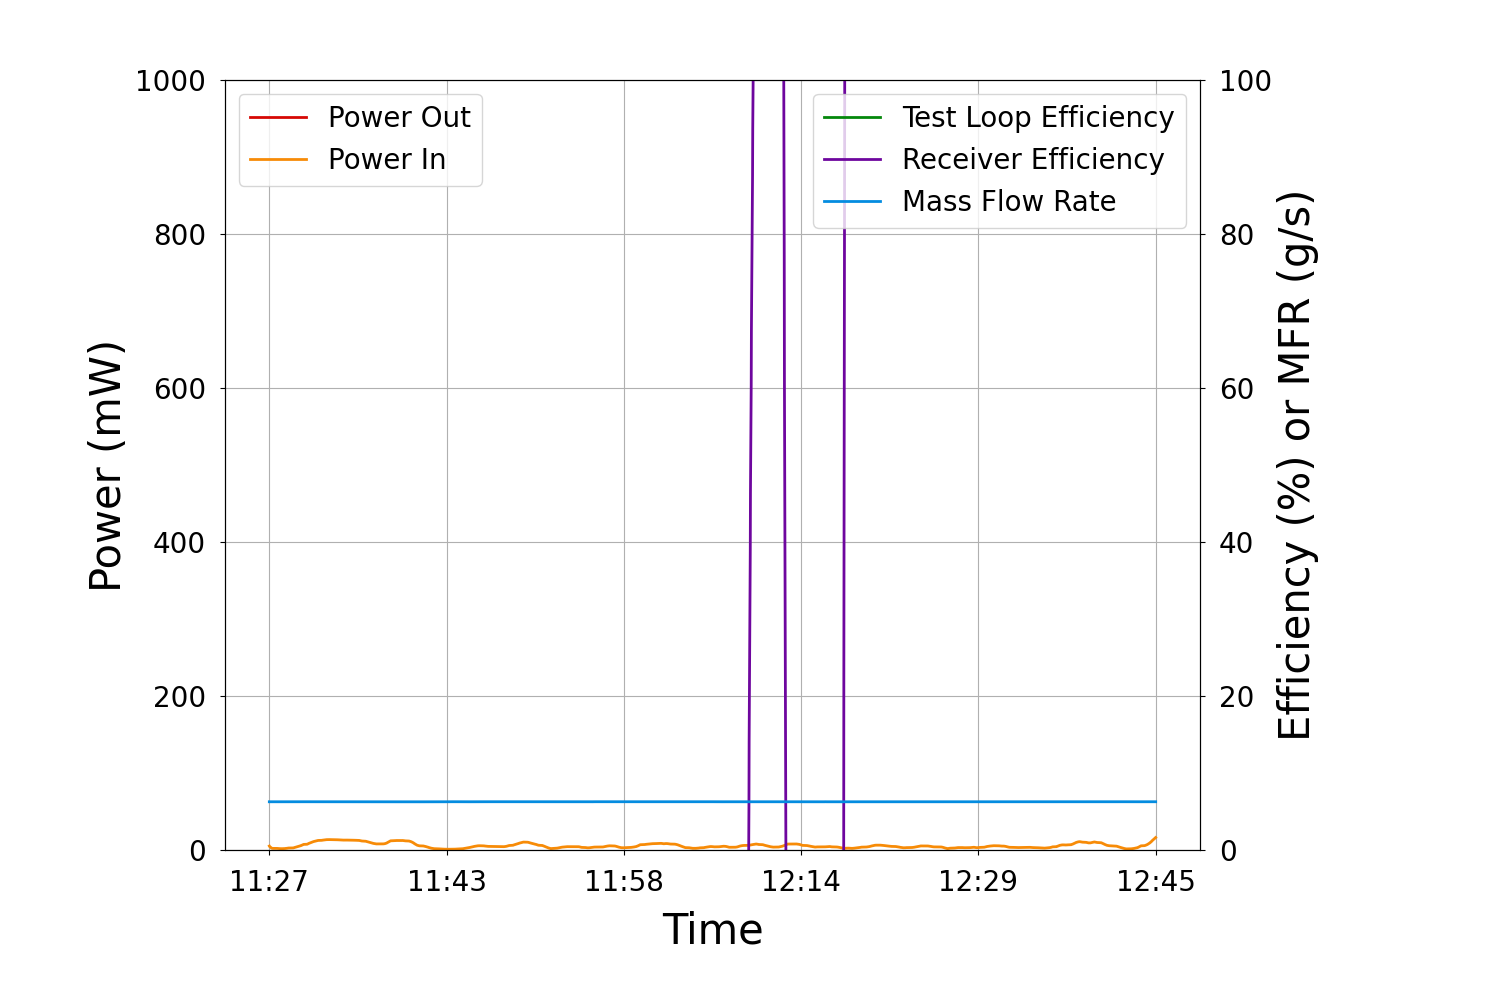 1000
800
600
400
200
0
Power (mW)
Power Out
Power In
Test Loop Efficiency
Receiver Efficiency
Mass Flow Rate
100
80
60
40
20
0
Efficiency (%) or MFR (g/s)
11:27 11:43 11:58 12:14 12:29 12:45
Time